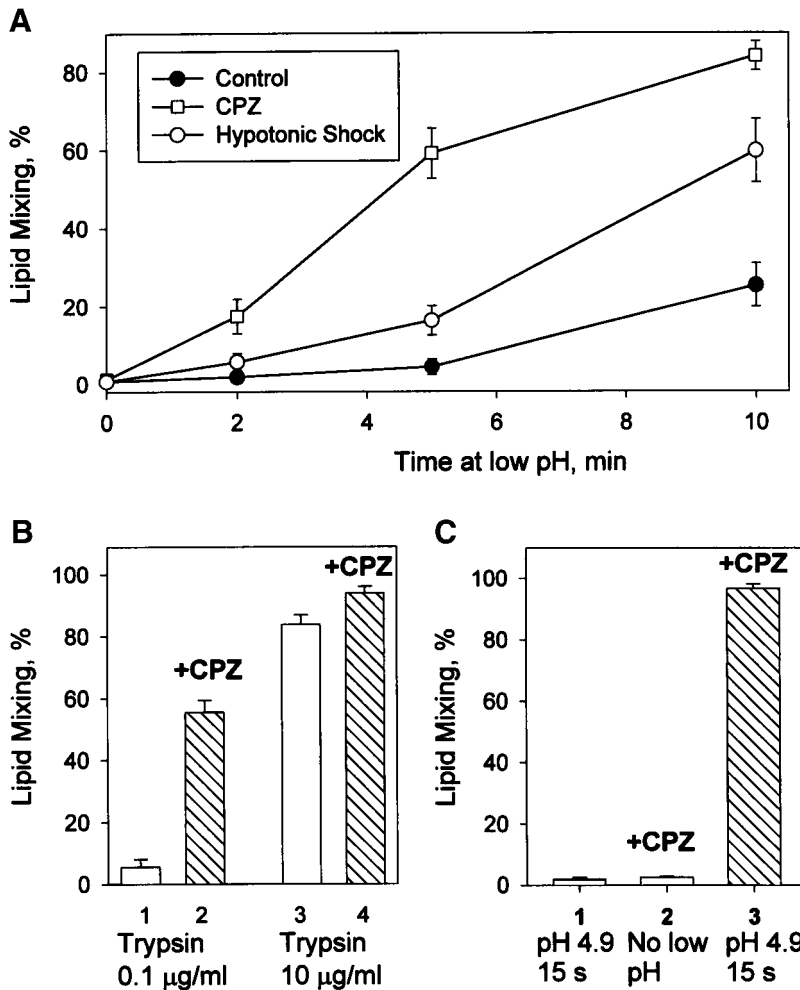 A
Lipid Mixing, %
80
60
40
20
0
Control
CPZ
Hypotonic Shock
0 2 4 6 8 10
Time at low pH, min
B
Lipid Mixing, %
100
80
60
40
20
0
+CPZ
+CPZ
1 2 3 4
Trypsin Trypsin
0.1 µg/ml 10 µg/ml
C
Lipid Mixing, %
100
80
60
40
20
0
+CPZ
+CPZ
1 2 3
pH 4.9 No low pH 4.9
15 s pH 15 s